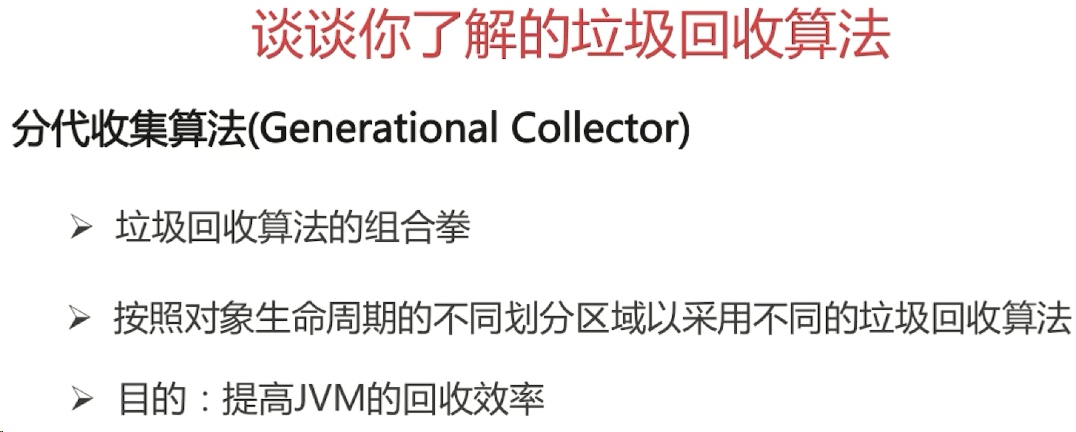 谈谈你了解的垃圾回收算法
分代收集算法(Generational Collector)
垃圾回收算法的组合拳
按照对象生命周期的不同划分区域以采用不同的垃圾回收算法
目的：提高JVM的回收效率